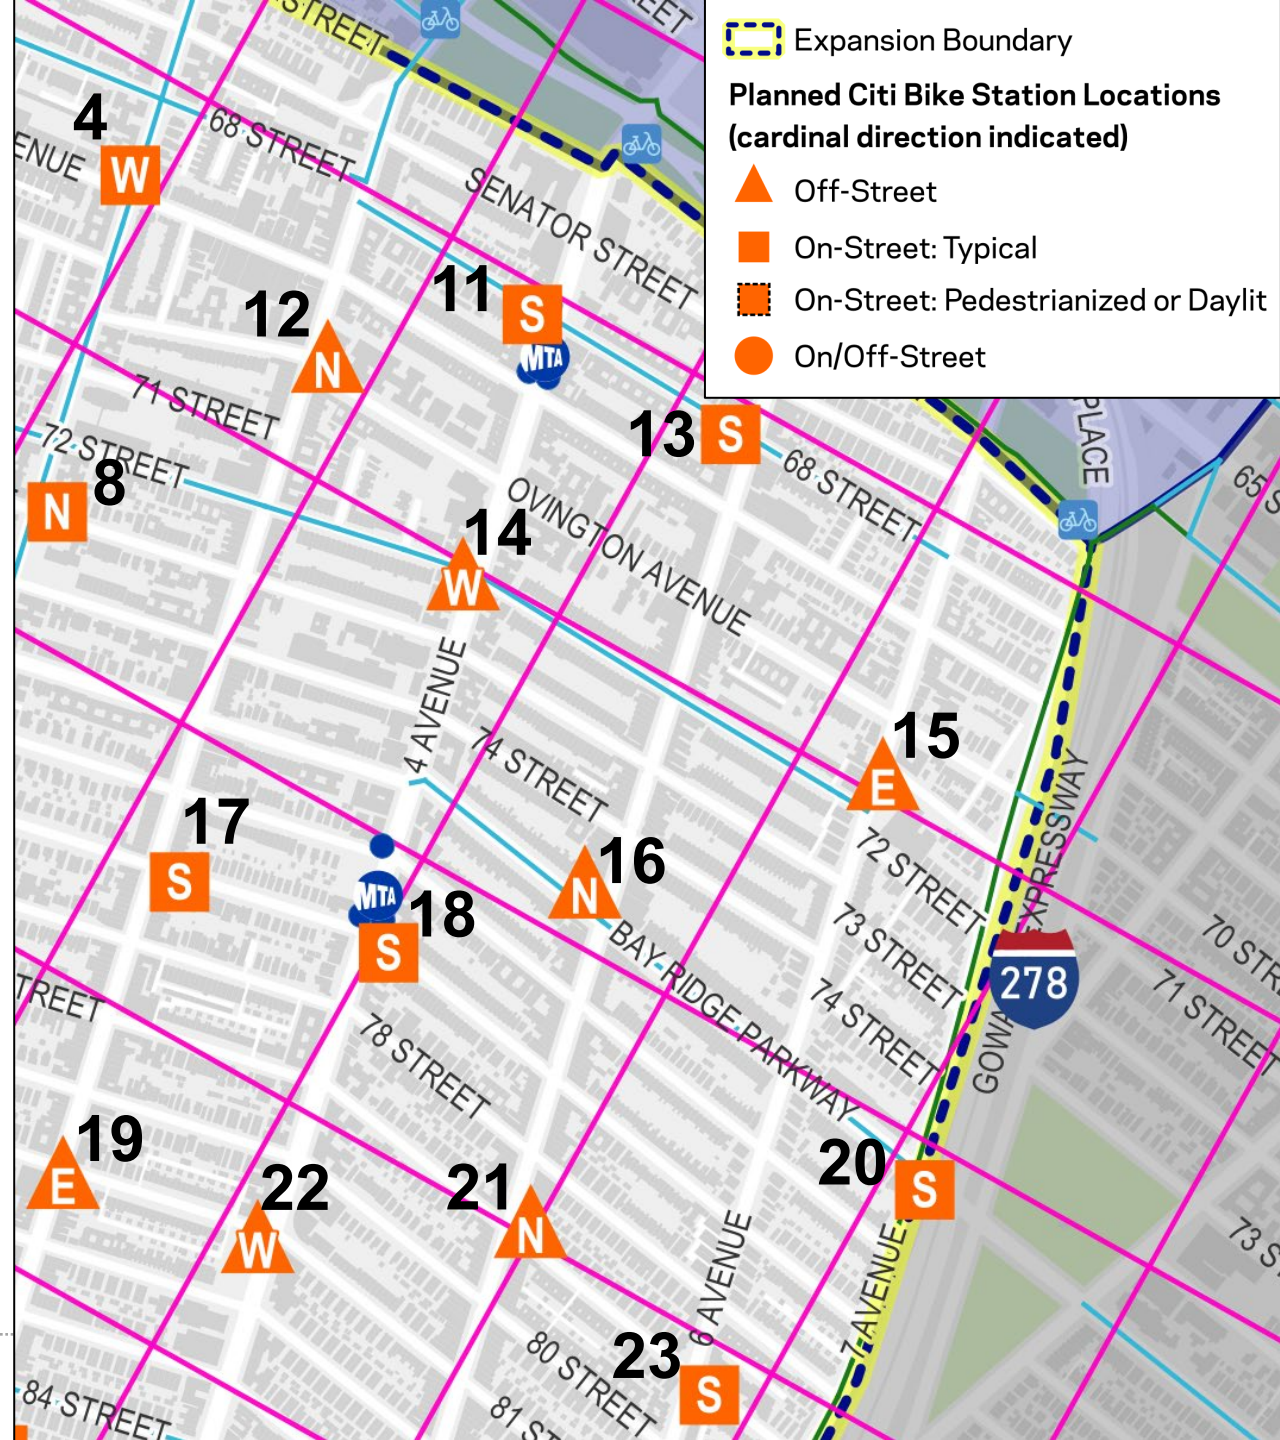 STREET
Expansion Boundary
Planned Citi Bike Station Locations
(cardinal direction indicated)
Off-Street
On-Street: Typical
On-Street: Pedestrianized or Daylit
On/Off-Street
4
W
ENUE
68 STREET
SENATOR STREET
11
S
MTA
12
N
71 STREET
72 STREET
8
N
13
S
68 STREET
PLACE
65 S
OVINGTON AVENUE
14
W
4 AVENUE
74 STREET
15
E
EXPRESSWAY
17
S
MTA
18
S
16
N
72 STREET
73 STREET
74 STREET
BAY RIDGE PARKWAY
278
GOWA
70 STR
71 STREET
TREET
78 STREET
19
E
22
W
21
N
20
S
73 S
6 AVENUE
7 AVENUE
23
S
80 STREET
81 ST
84 STREET